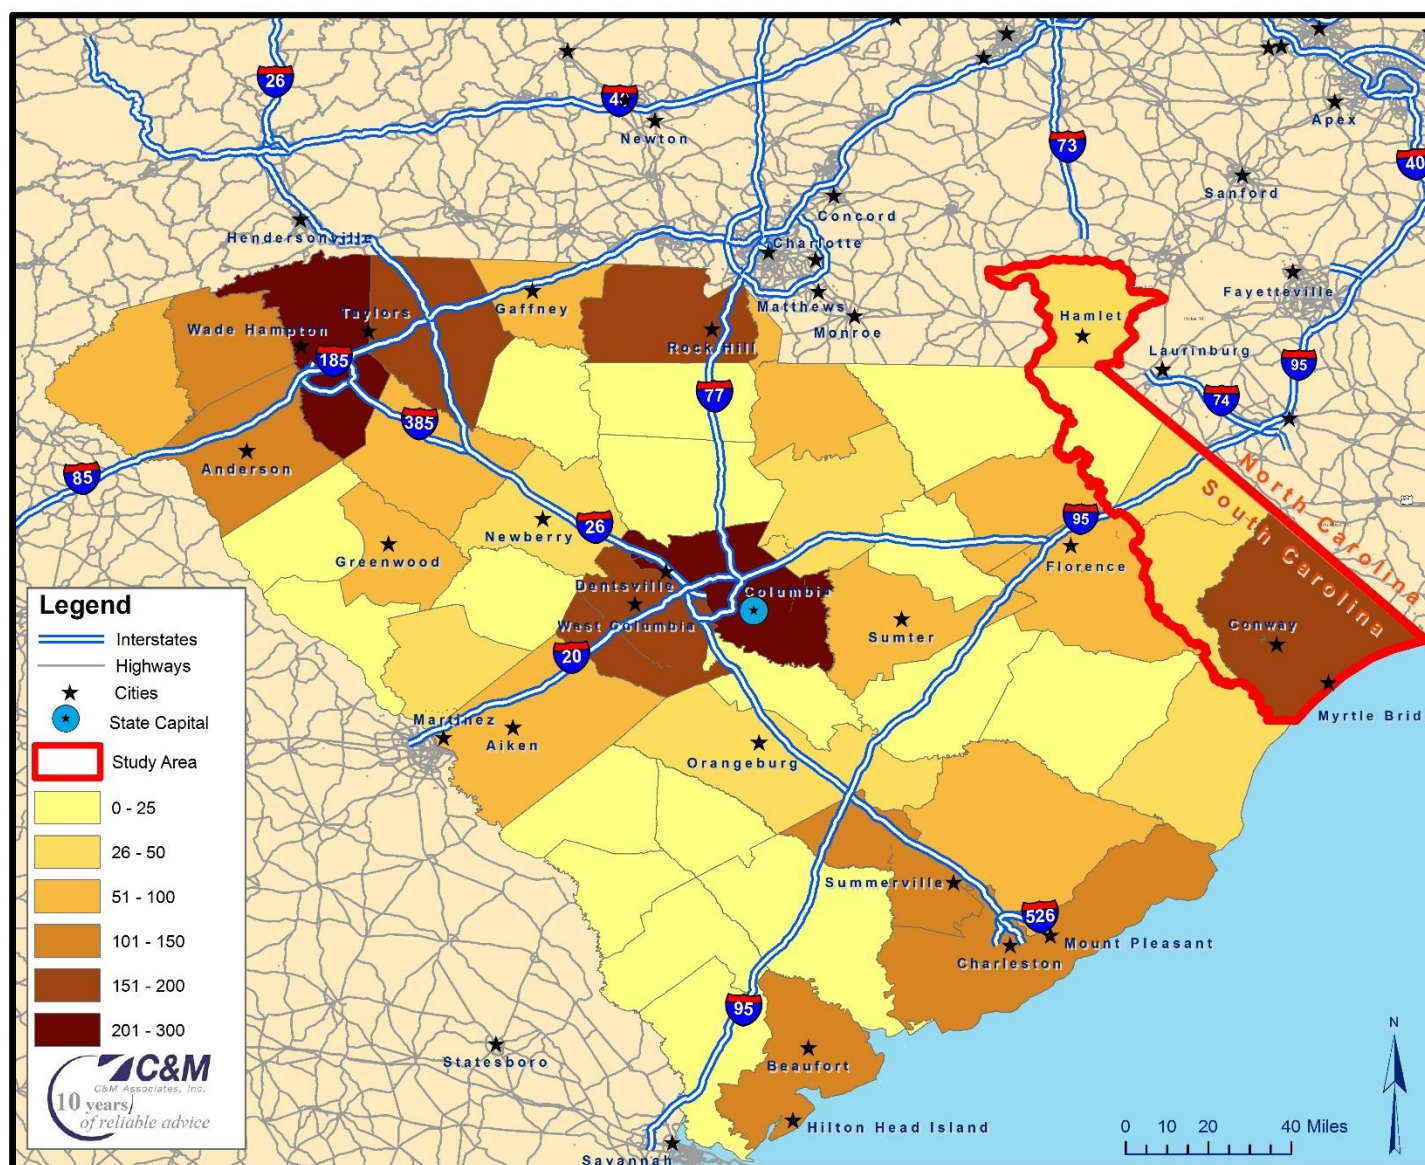 26
40
Newton
73
Apex
40
Sanford
Concord
Hendersonville
Charlotte
Fayetteville
Gaffney
Matthews
Taylors
Wade Hampton
Monroe
Hamlet
Rock Hill
Laurinburg
185
95
77
74
385
Anderson
85
North Carolina
South Carolina
26
95
Newberry
Greenwood
Florence
Dentsville
Columbia
West Columbia
Sumter
Conway
20
Martinez
Aiken
Myrtle Brid
Orangeburg
Summerville
526
Mount Pleasant
Charleston
95
Statesboro
Beaufort
Hilton Head Island
Savannah
Legend
Interstates
Highways
Cities
State Capital
Study Area
0 - 25
26 - 50
51 - 100
101 - 150
151 - 200
201 - 300
C&M
C&M Associates, Inc.
10 years
of reliable advice
N
0 10 20 40 Miles